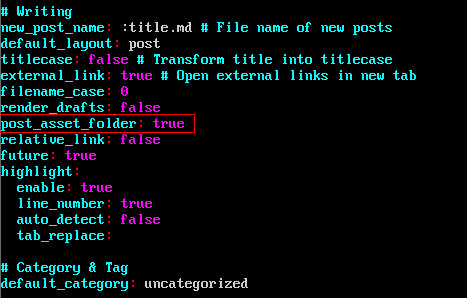 # Writing
new_post_name: :title.md # File name of new posts
default_layout: post
titlecase: false # Transform title into titlecase
external_link: true # Open external links in new tab
filename_case: 0
render_drafts: false
post_asset_folder: true
relative_link: false
future: true
highlight:
  enable: true
  line_number: true
  auto_detect: false
  tab_replace:

# Category & Tag
default_category: uncategorized